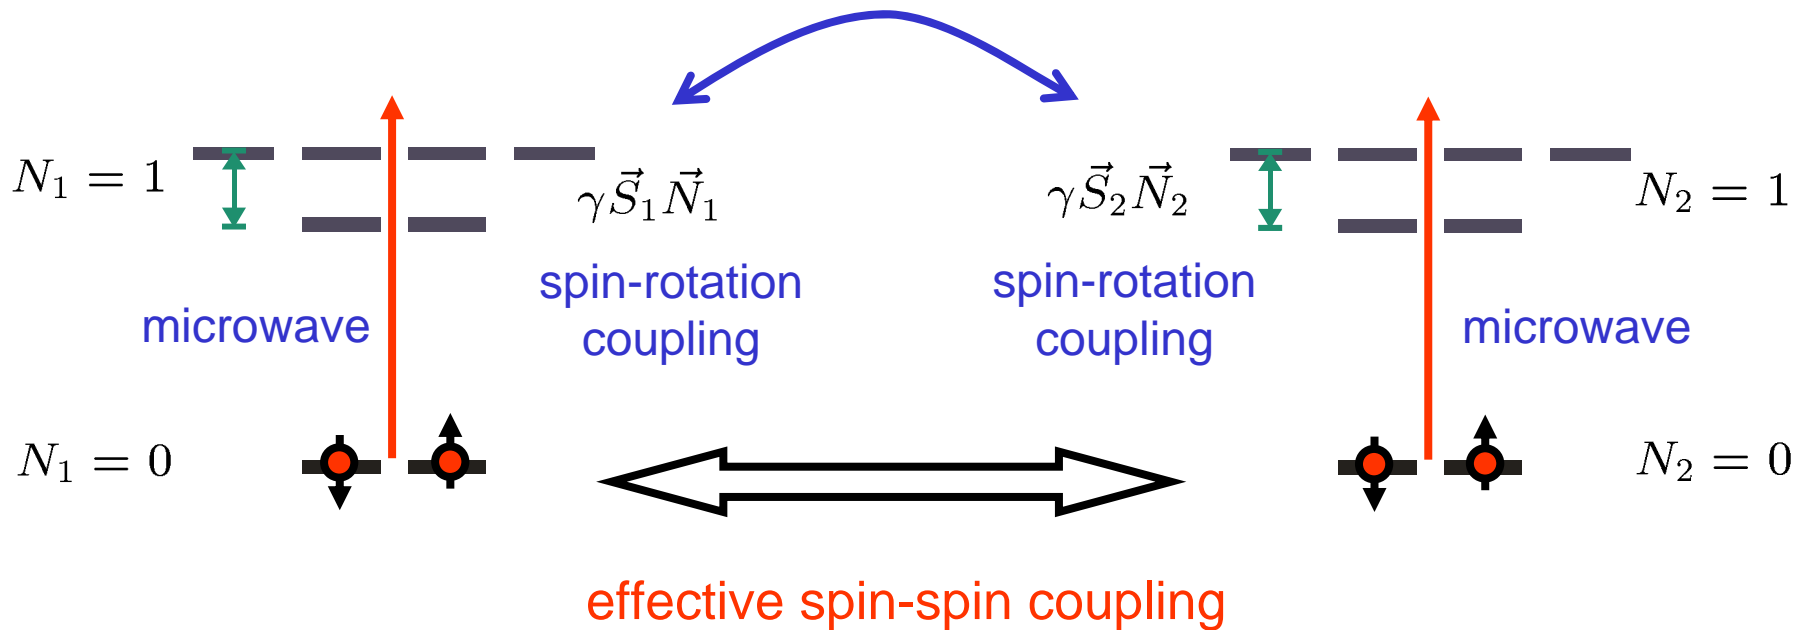 N₁ = 1
γS⃗₁N⃗₁
γS⃗₂N⃗₂
N₂ = 1
spin-rotation
coupling
spin-rotation
coupling
microwave
microwave
N₁ = 0
N₂ = 0
effective spin-spin coupling